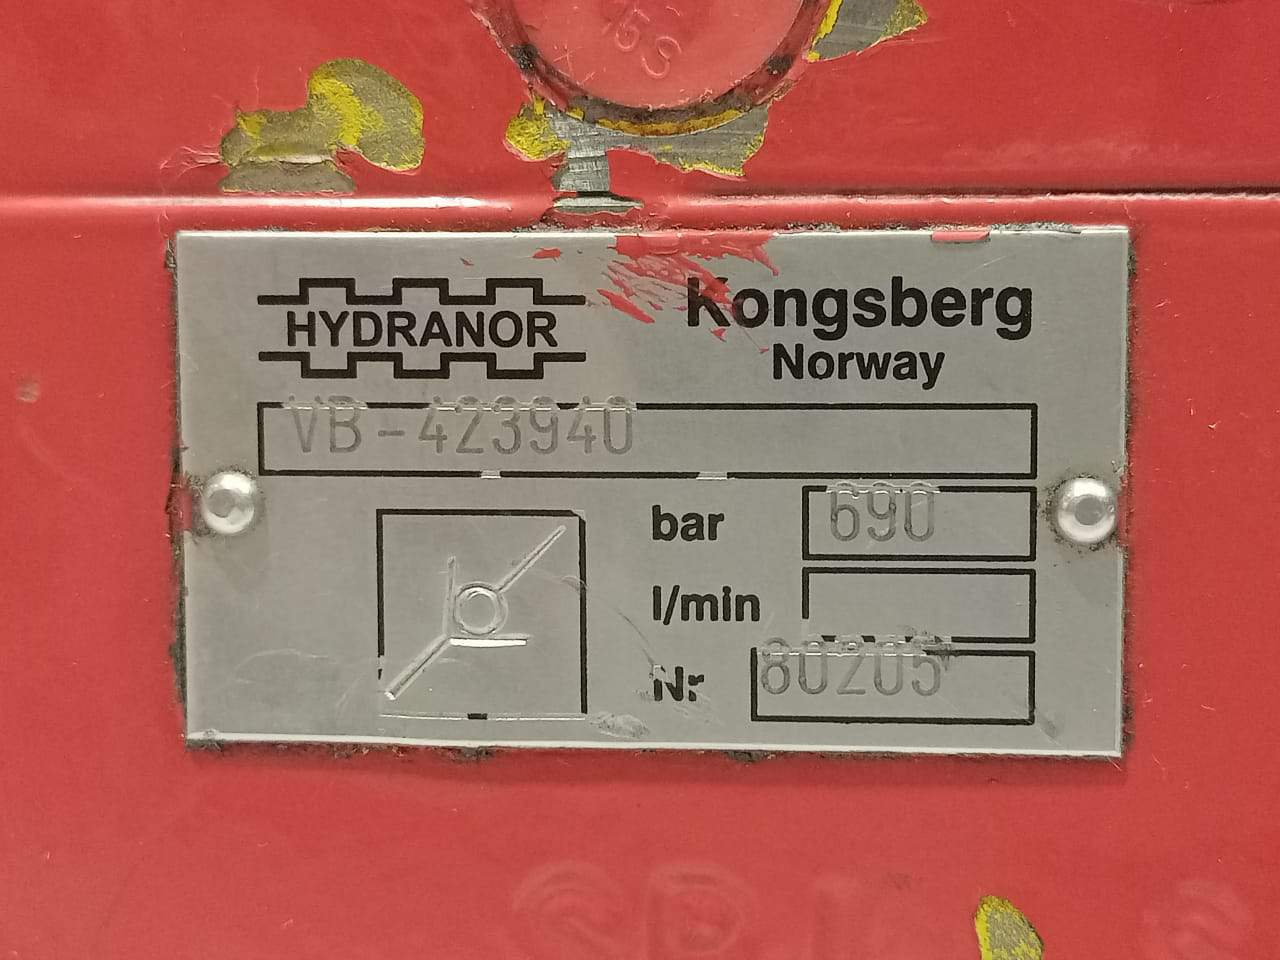 HYDRANOR
Kongsberg
Norway
VB-423940
bar 690
l/min
Nr 80205